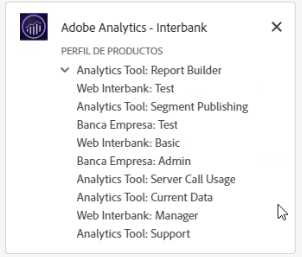 Adobe Analytics - Interbank
PERFIL DE PRODUCTOS
Analytics Tool: Report Builder
Web Interbank: Test
Analytics Tool: Segment Publishing
Banca Empresa: Test
Web Interbank: Basic
Banca Empresa: Admin
Analytics Tool: Server Call Usage
Analytics Tool: Current Data
Web Interbank: Manager
Analytics Tool: Support